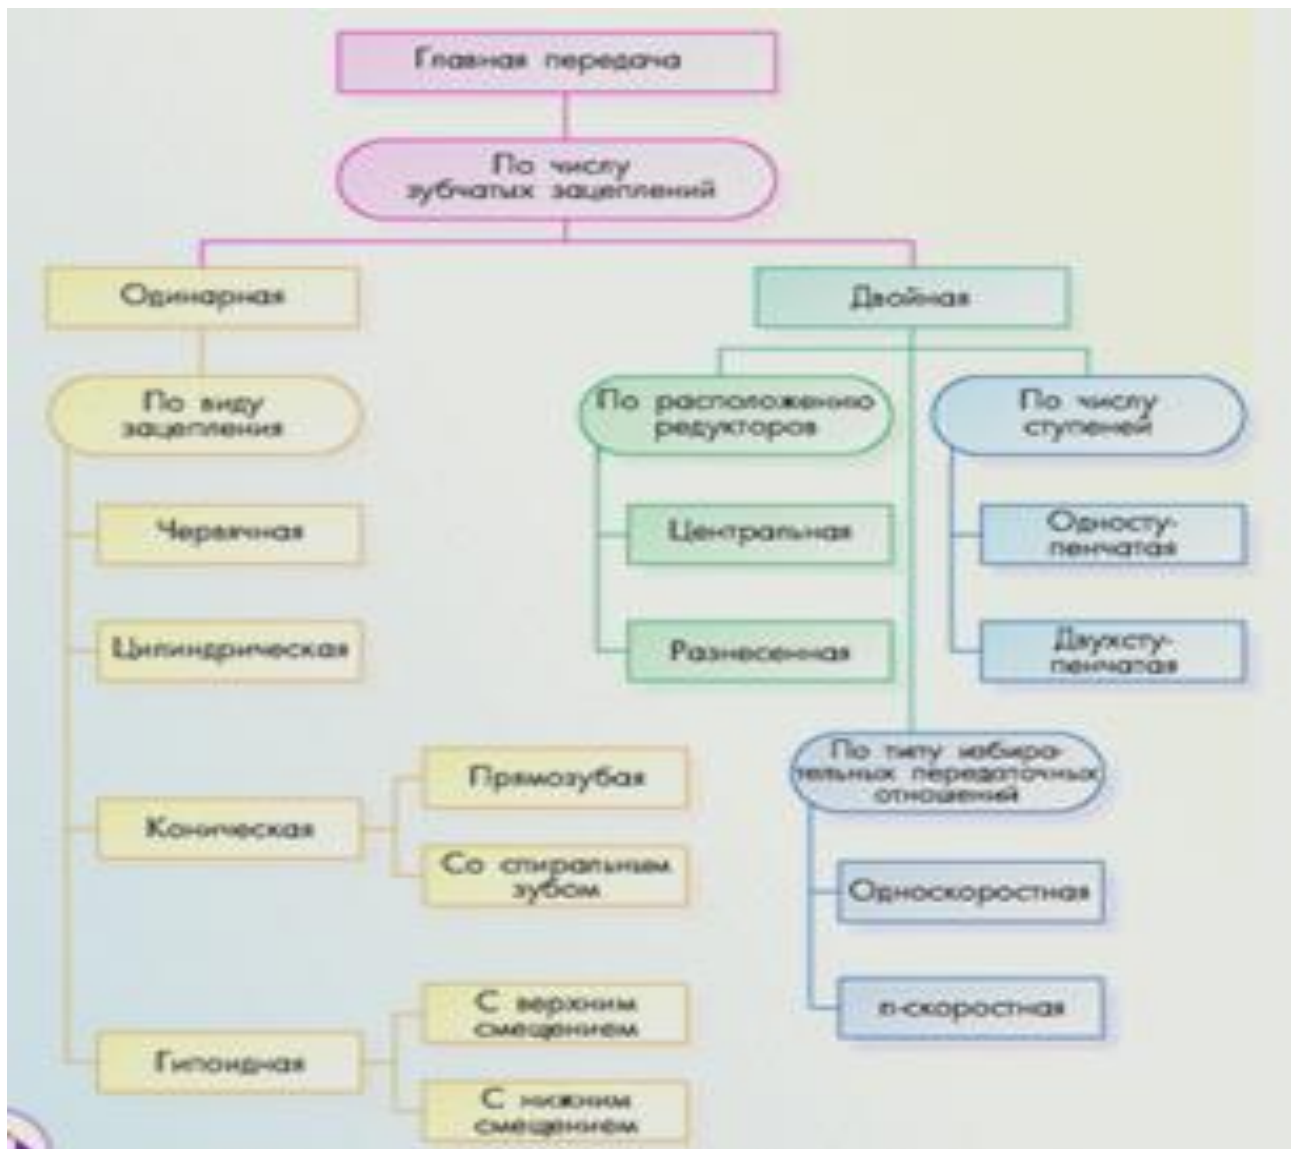 Главная передача
По числу
зубчатых зацеплений
Одинарная
Двойная
По виду
зацепления
По расположению
редукторов
По числу
ступеней
Червячная
Центральная
Односту-
пенчатая
Цилиндрическая
Разнесенная
Двухсту-
пенчатая
По типу избира-
тельных передаточных
отношений
Прямозубая
Коническая
Со спиральным
зубом
Односкоростная
С верхним
смещением
n-скоростная
Гипоидная
С нижним
смещением